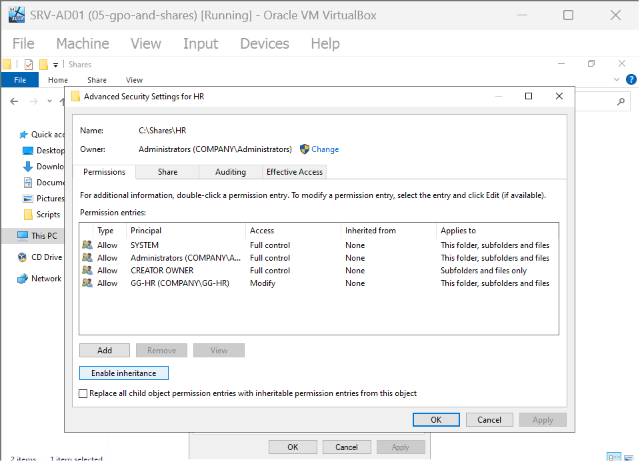 SRV-AD01 (05-gpo-and-shares) [Running] - Oracle VM VirtualBox
File Machine View Input Devices Help
Shares
File Home Share View
Advanced Security Settings for HR
Name: C:\Shares\HR
Owner: Administrators (COMPANY\Administrators) Change
Permissions Share Auditing Effective Access
For additional information, double-click a permission entry. To modify a permission entry, select the entry and click Edit (if available).
Permission entries:
Type Principal Access Inherited from Applies to
Allow SYSTEM Full control None This folder, subfolders and files
Allow Administrators (COMPANY\A... Full control None This folder, subfolders and files
Allow CREATOR OWNER Full control None Subfolders and files only
Allow GG-HR (COMPANY\GG-HR) Modify None This folder, subfolders and files
Add Remove View
Enable inheritance
Replace all child object permission entries with inheritable permission entries from this object
OK Cancel Apply
Quick acc
Desktop
Downlo
Docume
Pictures
Scripts
This PC
CD Drive
Network
OK Cancel Apply
2 items 1 item selected